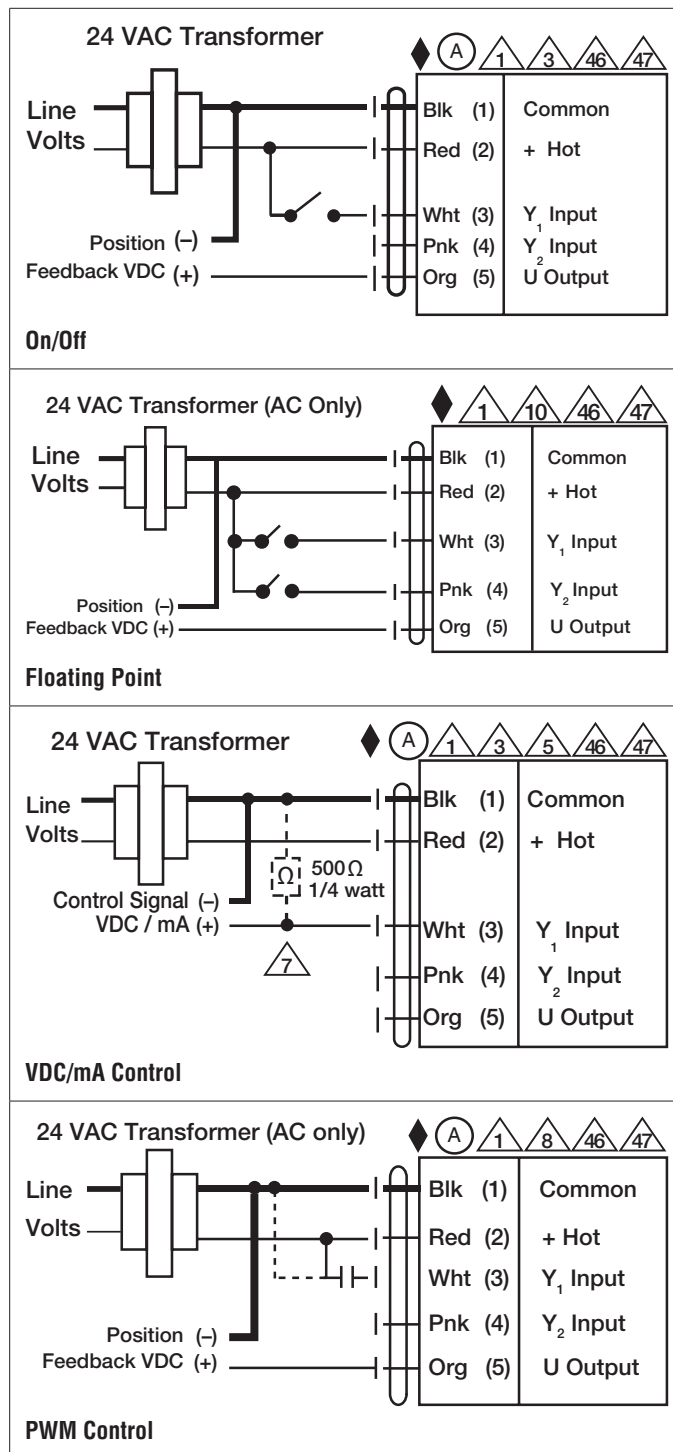 24 VAC Transformer
A 1 3 46 47
Line
Volts
Blk (1) Common
Red (2) + Hot
Wht (3) Y1 Input
Position (–)
Pnk (4) Y2 Input
Feedback VDC (+)
Org (5) U Output
On/Off
24 VAC Transformer (AC Only)
1 10 46 47
Line
Volts
Blk (1) Common
Red (2) + Hot
Wht (3) Y1 Input
Pnk (4) Y2 Input
Position (–)
Feedback VDC (+)
Org (5) U Output
Floating Point
24 VAC Transformer
A 1 3 5 46 47
Line
Volts
Blk (1) Common
Red (2) + Hot
Ω 500Ω
1/4 watt
Control Signal (–)
VDC / mA (+)
Wht (3) Y1 Input
7
Pnk (4) Y2 Input
Org (5) U Output
VDC/mA Control
24 VAC Transformer (AC only)
A 1 8 46 47
Line
Volts
Blk (1) Common
Red (2) + Hot
Wht (3) Y1 Input
Pnk (4) Y2 Input
Position (–)
Feedback VDC (+)
Org (5) U Output
PWM Control